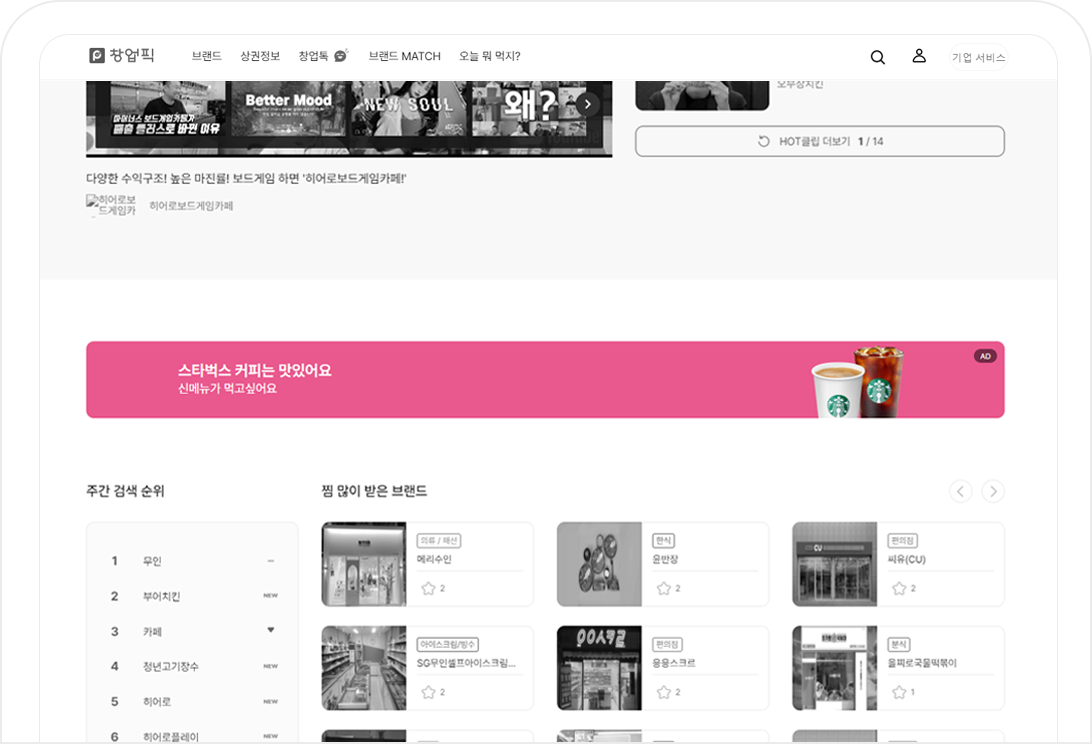 창업픽
브랜드 상권정보 창업톡 브랜드 MATCH 오늘 뭐 먹지? 기업 서비스
마이너스 보드게임카페가
매출 플러스로 바뀐 이유
Better Mood
NEW SOUL
왜?
오부장치킨
HOT클립 더보기 1 / 14
다양한 수익구조! 높은 마진률! 보드게임 하면 '히어로보드게임카페!'
히어로보
드게임카
히어로보드게임카페
스타벅스 커피는 맛있어요
신메뉴가 먹고싶어요
AD
주간 검색 순위
1 무인 –
2 부어치킨 NEW
3 카페
4 청년고기장수 NEW
5 히어로 NEW
6 히어로플레이 NEW
찜 많이 받은 브랜드
의류 / 패션
메리수인
2
한식
윤반장
2
CU
편의점
씨유(CU)
2
아이스크림/빙수
SG무인셀프아이스크림...
2
편의점
응응스크르
2
분식
을찌로국물떡볶이
1